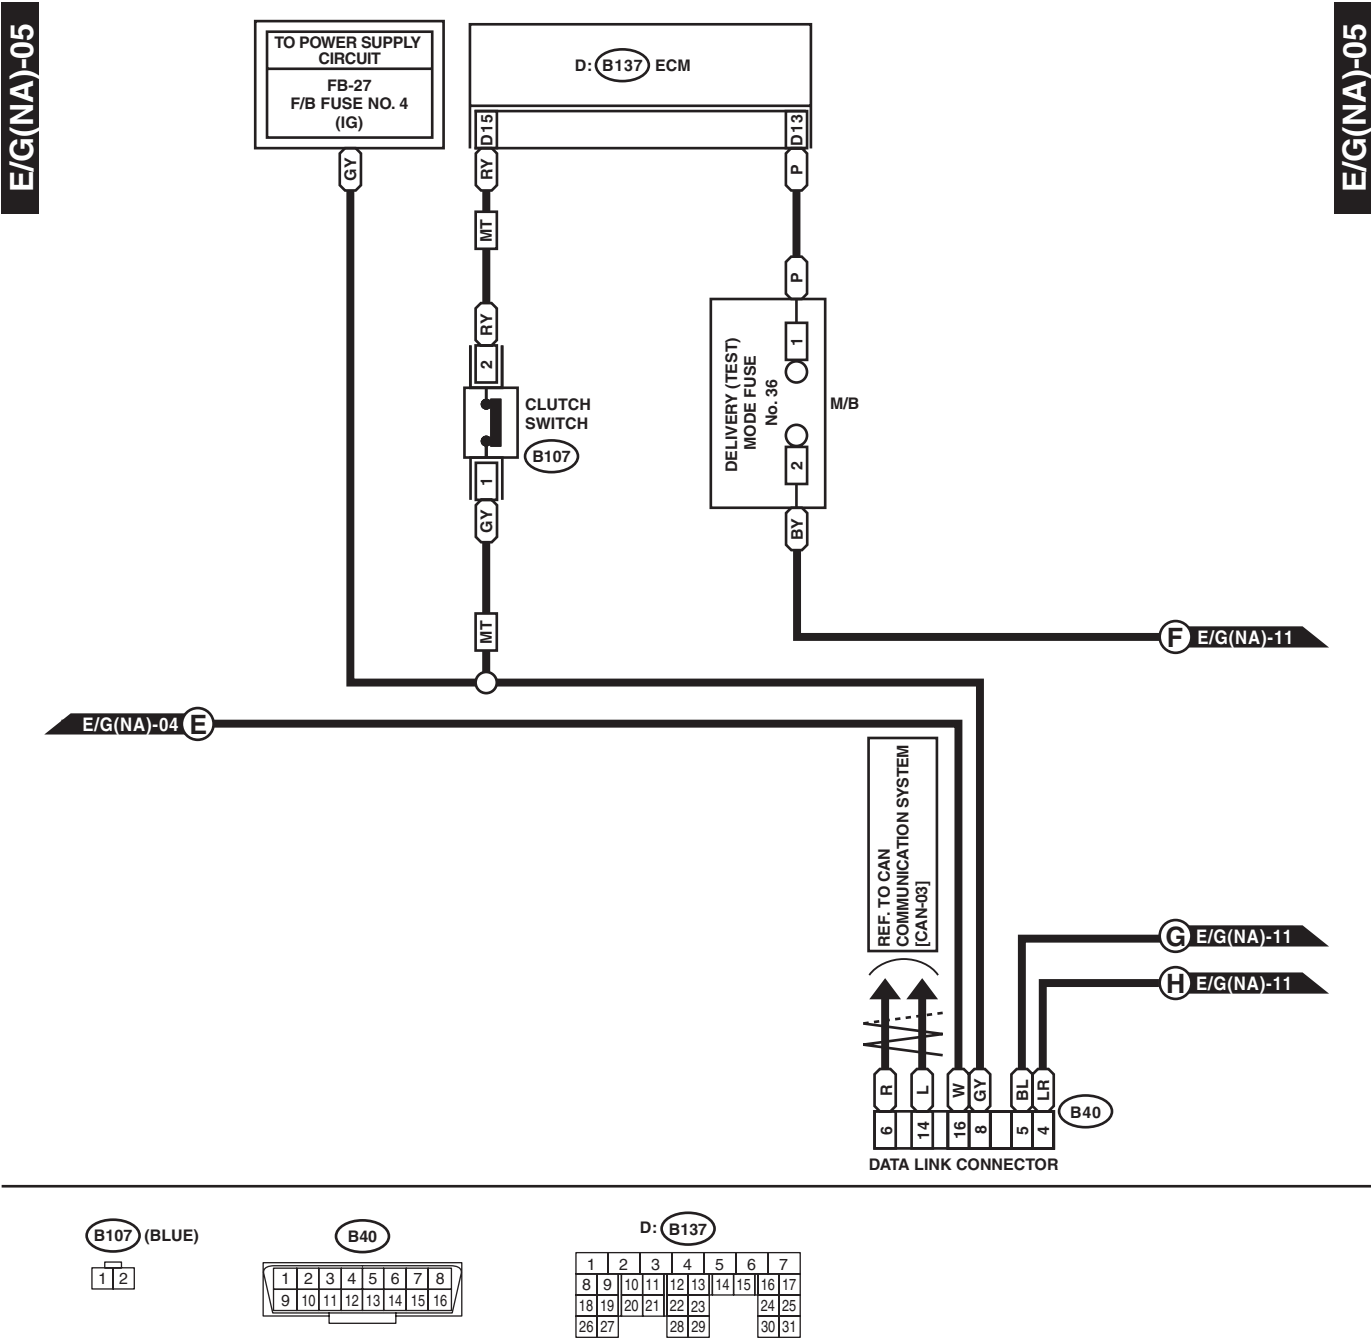 E/G(NA)-05
E/G(NA)-05
TO POWER SUPPLY
CIRCUIT
FB-27
F/B FUSE NO. 4
(IG)
D: B137 ECM
D15
D13
GY
RY
P
MT
P
RY
2
CLUTCH
SWITCH
B107
1
GY
MT
DELIVERY (TEST)
MODE FUSE
No. 36
1
2
M/B
BY
F E/G(NA)-11
E/G(NA)-04 E
REF. TO CAN
COMMUNICATION SYSTEM
[CAN-03]
G E/G(NA)-11
H E/G(NA)-11
R L W GY BL LR
B40
6 14 16 8 5 4
DATA LINK CONNECTOR
B107 (BLUE)
1 2
B40
1 2 3 4 5 6 7 8
9 10 11 12 13 14 15 16
D: B137
1 2 3 4 5 6 7
8 9 10 11 12 13 14 15 16 17
18 19 20 21 22 23 24 25
26 27 28 29 30 31